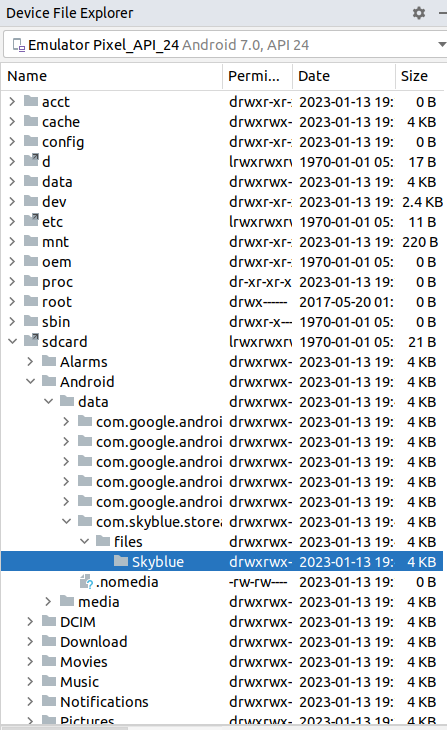 Device File Explorer
Emulator Pixel_API_24 Android 7.0, API 24
Name Permi... Date Size
acct drwxr-xr-x 2023-01-13 19: 0 B
cache drwxrwx- 2023-01-13 19: 4 KB
config drwxr-xr-x 2023-01-13 19: 0 B
d lrwxrwxrw 1970-01-01 05: 17 B
data drwxrwx- 2023-01-13 19: 4 KB
dev drwxr-xr-x 2023-01-13 19: 2.4 KB
etc lrwxrwxrw 1970-01-01 05: 11 B
mnt drwxr-xr-x 2023-01-13 19: 220 B
oem drwxr-xr-x 1970-01-01 05: 0 B
proc dr-xr-xr-x 2023-01-13 19: 0 B
root drwx------ 2017-05-20 01: 0 B
sbin drwxr-x--- 1970-01-01 05: 0 B
sdcard lrwxrwxrw 1970-01-01 05: 21 B
Alarms drwxrwx- 2023-01-13 19: 4 KB
Android drwxrwx- 2023-01-13 19: 4 KB
data drwxrwx- 2023-01-13 19: 4 KB
com.google.androi drwxrwx- 2023-01-13 19: 4 KB
com.google.androi drwxrwx- 2023-01-13 19: 4 KB
com.google.androi drwxrwx- 2023-01-13 19: 4 KB
com.google.androi drwxrwx- 2023-01-13 19: 4 KB
com.google.androi drwxrwx- 2023-01-13 19: 4 KB
com.skyblue.storea drwxrwx- 2023-01-13 19: 4 KB
files drwxrwx- 2023-01-13 19: 4 KB
Skyblue drwxrwx- 2023-01-13 19: 4 KB
.nomedia -rw-rw---- 2023-01-13 19: 0 B
media drwxrwx- 2023-01-13 19: 4 KB
DCIM drwxrwx- 2023-01-13 19: 4 KB
Download drwxrwx- 2023-01-13 19: 4 KB
Movies drwxrwx- 2023-01-13 19: 4 KB
Music drwxrwx- 2023-01-13 19: 4 KB
Notifications drwxrwx- 2023-01-13 19: 4 KB
Pictures drwxrwx- 2023-01-13 19: 4 KB